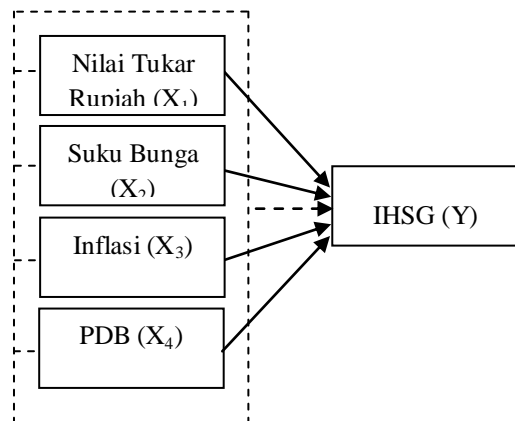 Nilai Tukar
Rupiah (X₁)
Suku Bunga
(X₂)
Inflasi (X₃)
PDB (X₄)
IHSG (Y)